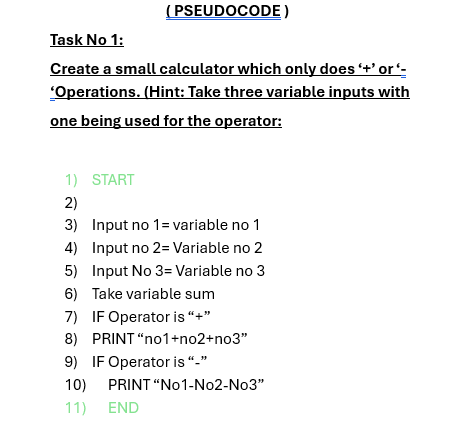 ( PSEUDOCODE )
Task No 1:
Create a small calculator which only does ‘+’ or ‘-
‘Operations. (Hint: Take three variable inputs with
one being used for the operator:
1) START
2)
3) Input no 1= variable no 1
4) Input no 2= Variable no 2
5) Input No 3= Variable no 3
6) Take variable sum
7) IF Operator is “+”
8) PRINT “no1+no2+no3”
9) IF Operator is “-”
10) PRINT “No1-No2-No3”
11) END